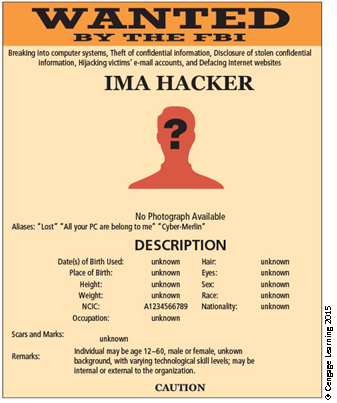 WANTED
BY THE FBI
Breaking into computer systems, Theft of confidential information, Disclosure of stolen confidential
information, Hijacking victims’ e-mail accounts, and Defacing Internet websites
IMA HACKER
?
No Photograph Available
Aliases: “Lost” “All your PC are belong to me” “Cyber-Merlin”
DESCRIPTION
Date(s) of Birth Used: unknown Hair: unknown
Place of Birth: unknown Eyes: unknown
Height: unknown Sex: unknown
Weight: unknown Race: unknown
NCIC: A1234566789 Nationality: unknown
Occupation: unknown
Scars and Marks: unknown
Remarks: Individual may be age 12–60, male or female, unkown
background, with varying technological skill levels; may be
internal or external to the organization.
CAUTION
© Cengage Learning 2015